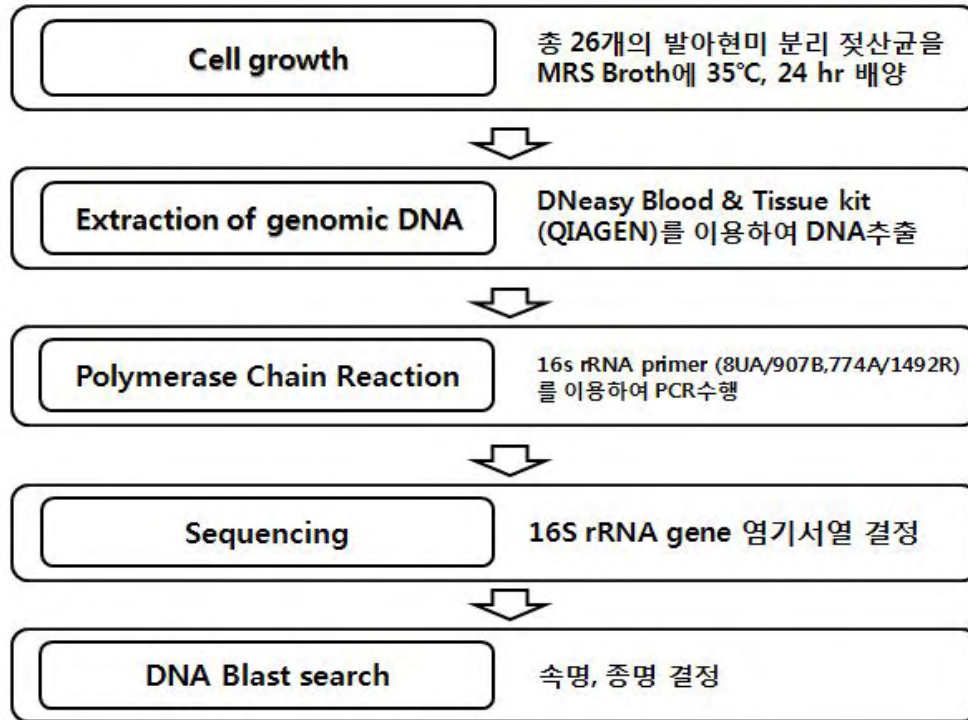 Cell growth
총 26개의 발아현미 분리 젖산균을
MRS Broth에 35℃, 24 hr 배양
Extraction of genomic DNA
DNeasy Blood & Tissue kit
(QIAGEN)를 이용하여 DNA추출
Polymerase Chain Reaction
16s rRNA primer (8UA/907B,774A/1492R)
를 이용하여 PCR수행
Sequencing
16S rRNA gene 염기서열 결정
DNA Blast search
속명, 종명 결정